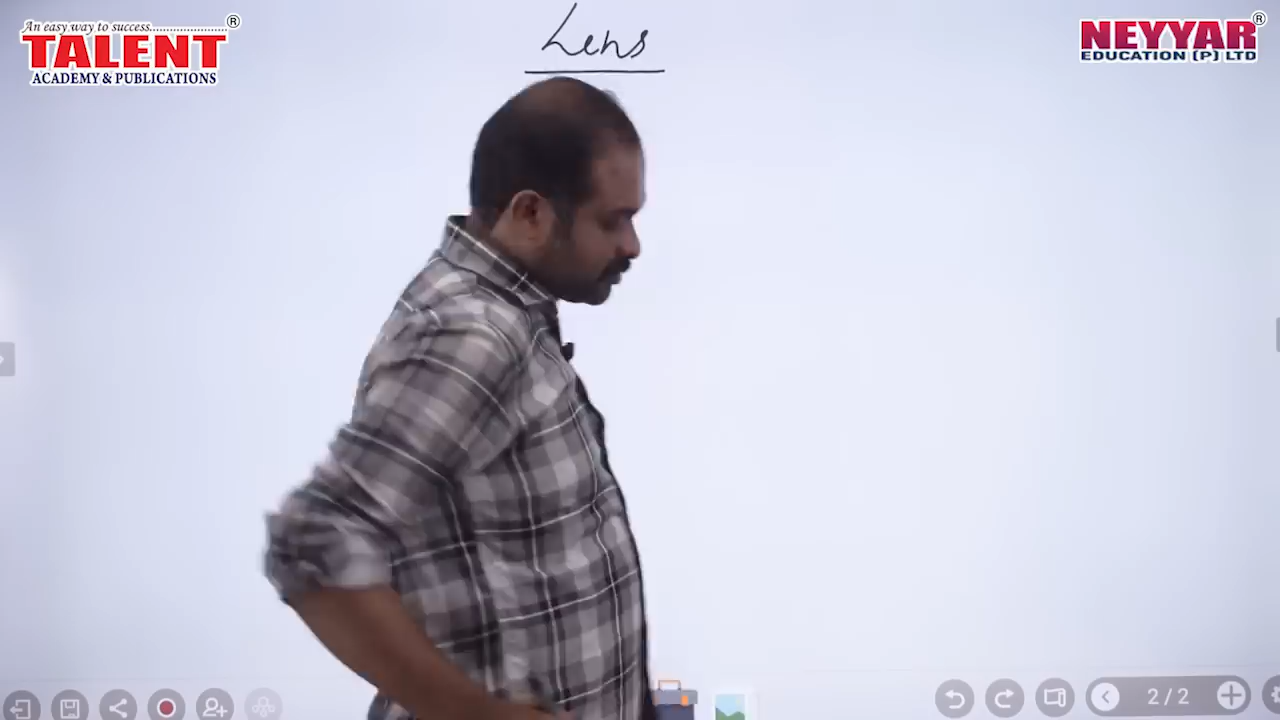 An easy way to success.......................
TALENT
ACADEMY & PUBLICATIONS
®
Lens
NEYYAR
EDUCATION (P) LTD
®
2/2